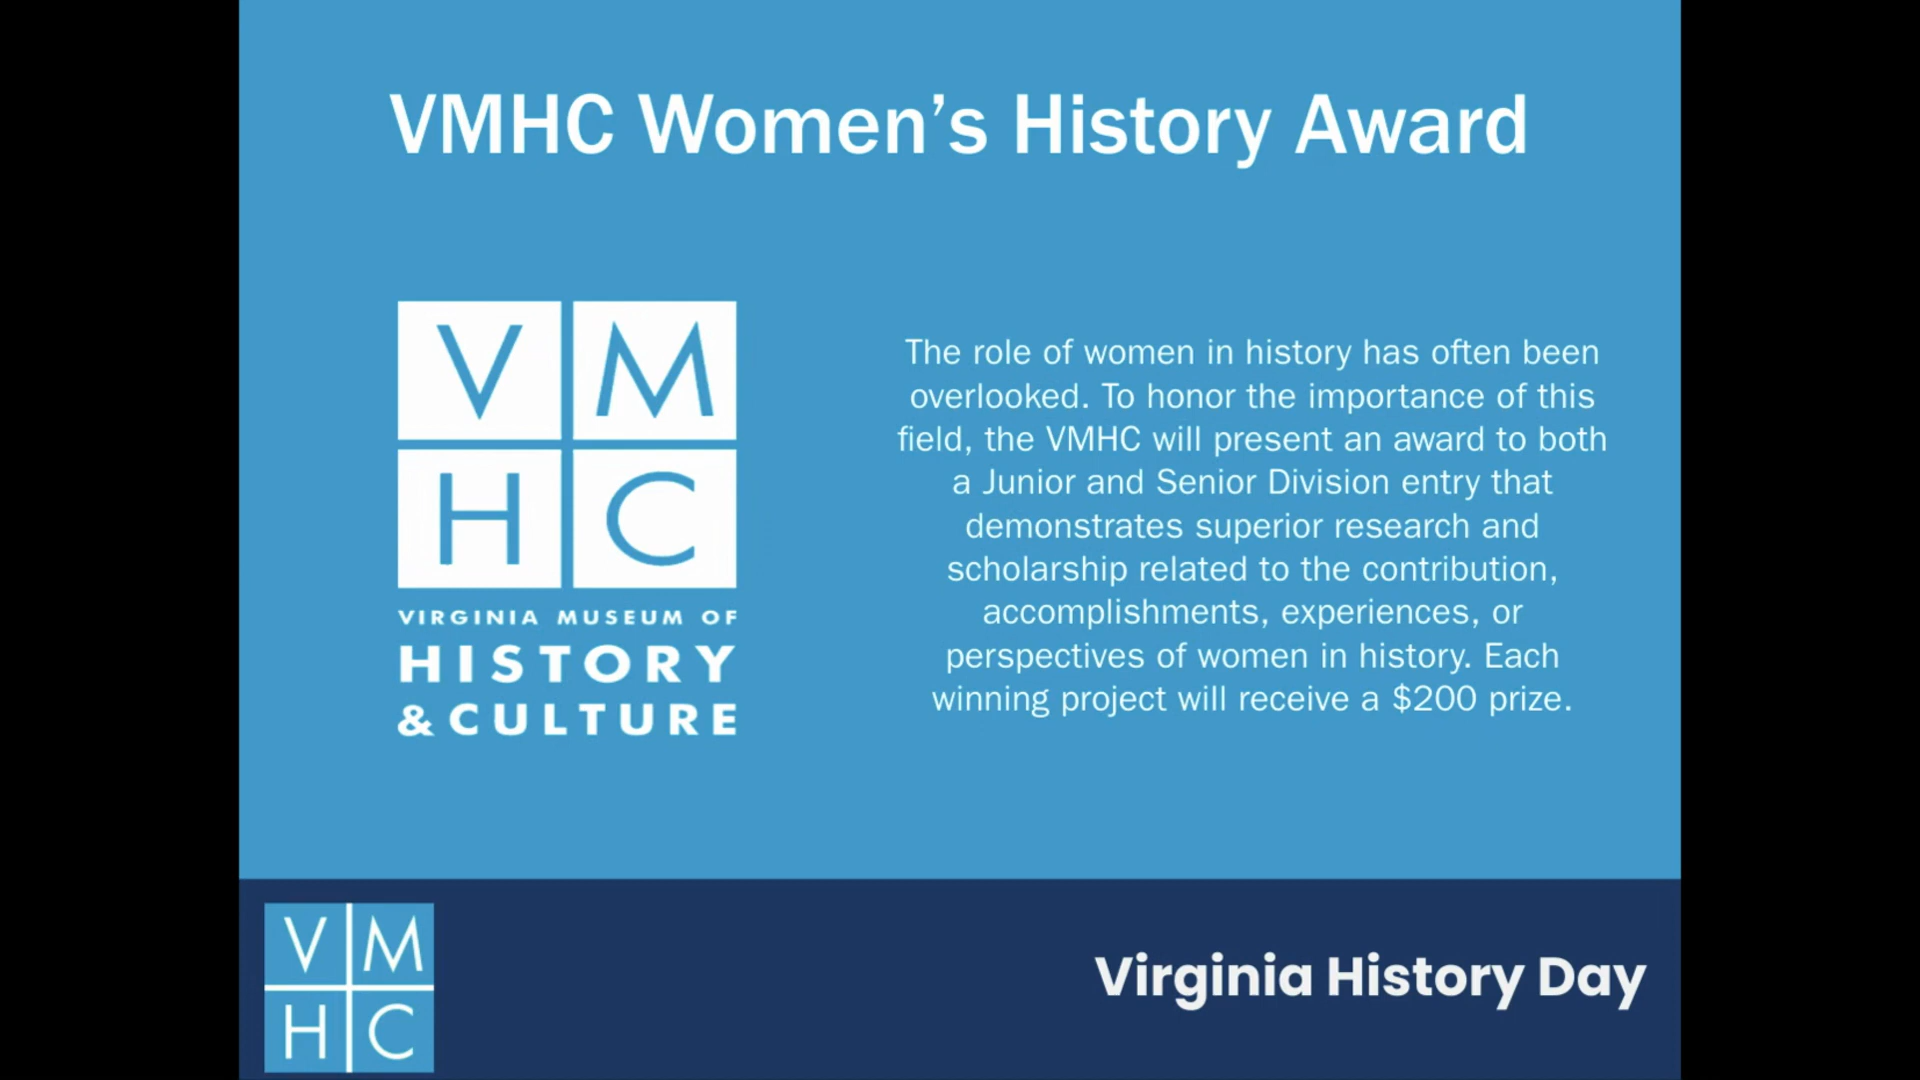 VMHC Women's History Award
V M
H C
VIRGINIA MUSEUM OF
HISTORY
& CULTURE
The role of women in history has often been
overlooked. To honor the importance of this
field, the VMHC will present an award to both
a Junior and Senior Division entry that
demonstrates superior research and
scholarship related to the contribution,
accomplishments, experiences, or
perspectives of women in history. Each
winning project will receive a $200 prize.
V M
H C
Virginia History Day